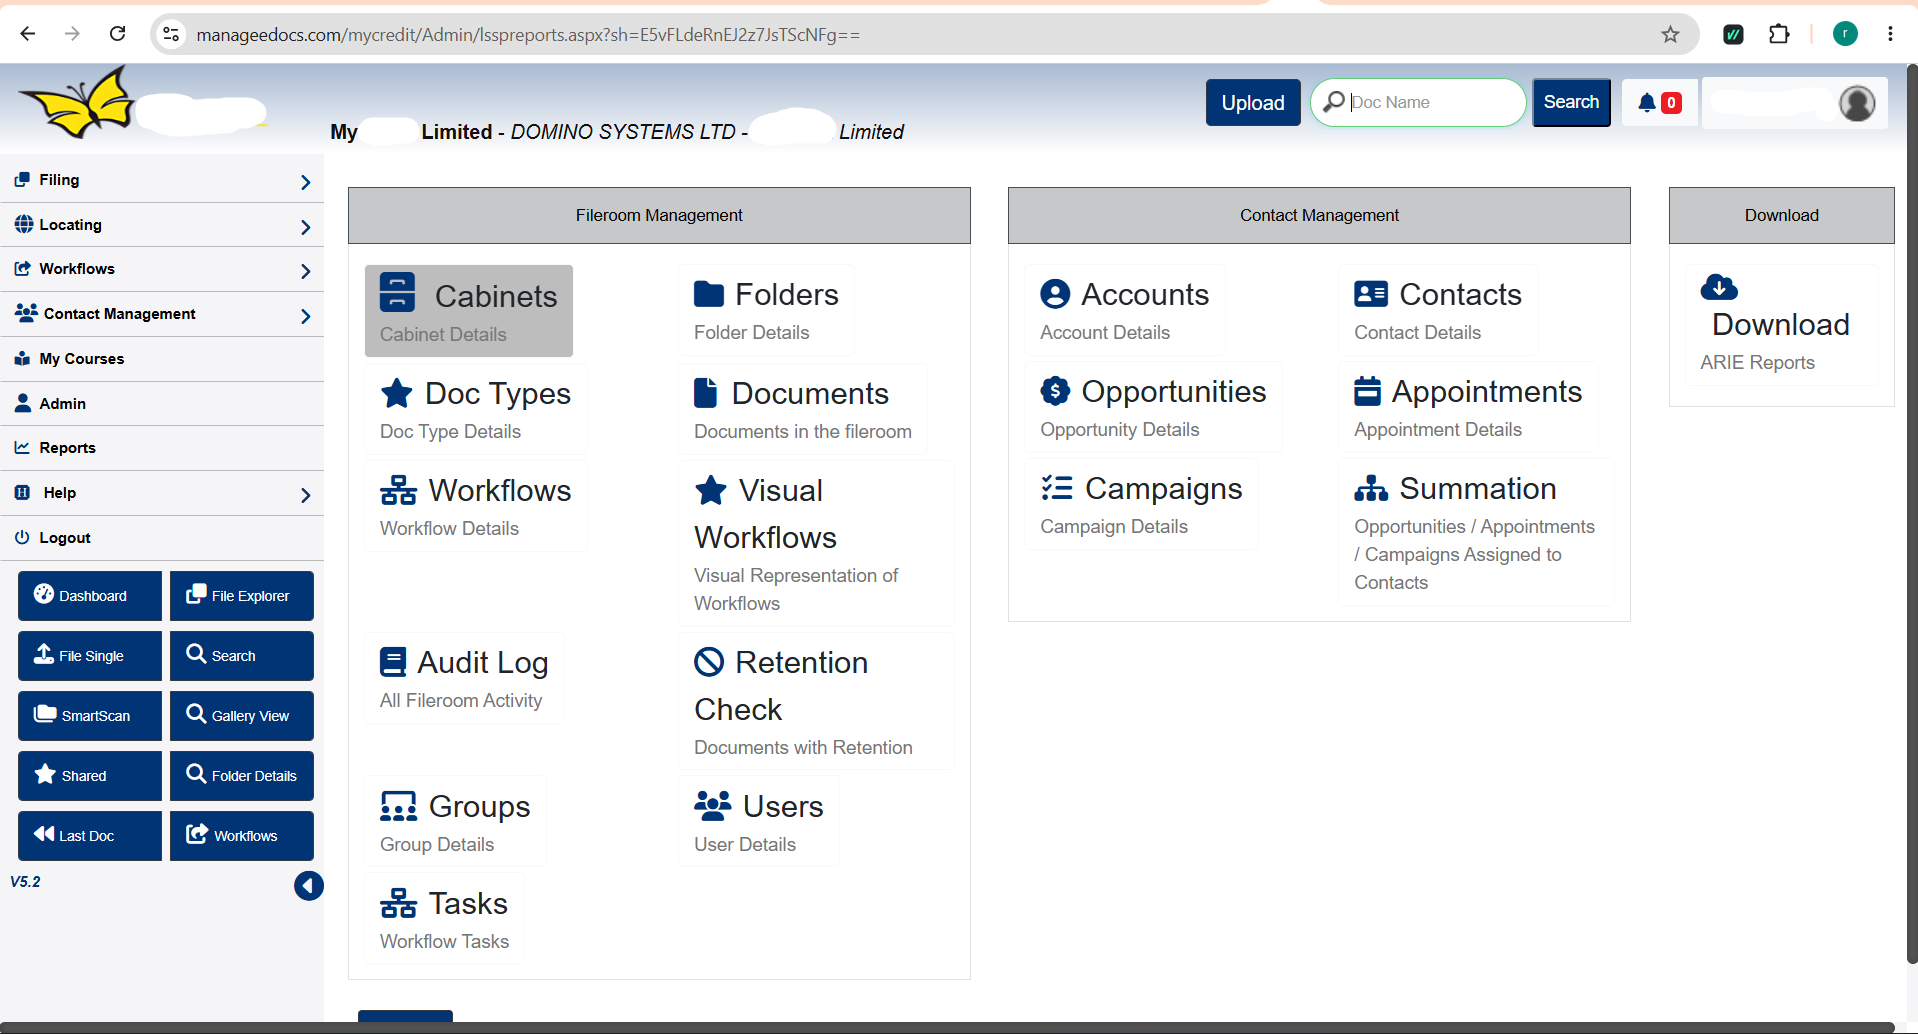 manageedocs.com/mycredit/Admin/lsspreports.aspx?sh=E5vFLdeRnEJ2z7JsTScNFg==
r
Upload
Doc Name
Search
0
My Limited - DOMINO SYSTEMS LTD - Limited
Filing
Locating
Workflows
Contact Management
My Courses
Admin
Reports
H Help
Logout
Dashboard
File Explorer
File Single
Search
SmartScan
Gallery View
Shared
Folder Details
Last Doc
Workflows
V5.2
Fileroom Management
Cabinets
Cabinet Details
Folders
Folder Details
Doc Types
Doc Type Details
Documents
Documents in the fileroom
Workflows
Workflow Details
Visual
Workflows
Visual Representation of
Workflows
Audit Log
All Fileroom Activity
Retention
Check
Documents with Retention
Groups
Group Details
Users
User Details
Tasks
Workflow Tasks
Contact Management
Accounts
Account Details
Contacts
Contact Details
$ Opportunities
Opportunity Details
Appointments
Appointment Details
Campaigns
Campaign Details
Summation
Opportunities / Appointments
/ Campaigns Assigned to
Contacts
Download
Download
ARIE Reports